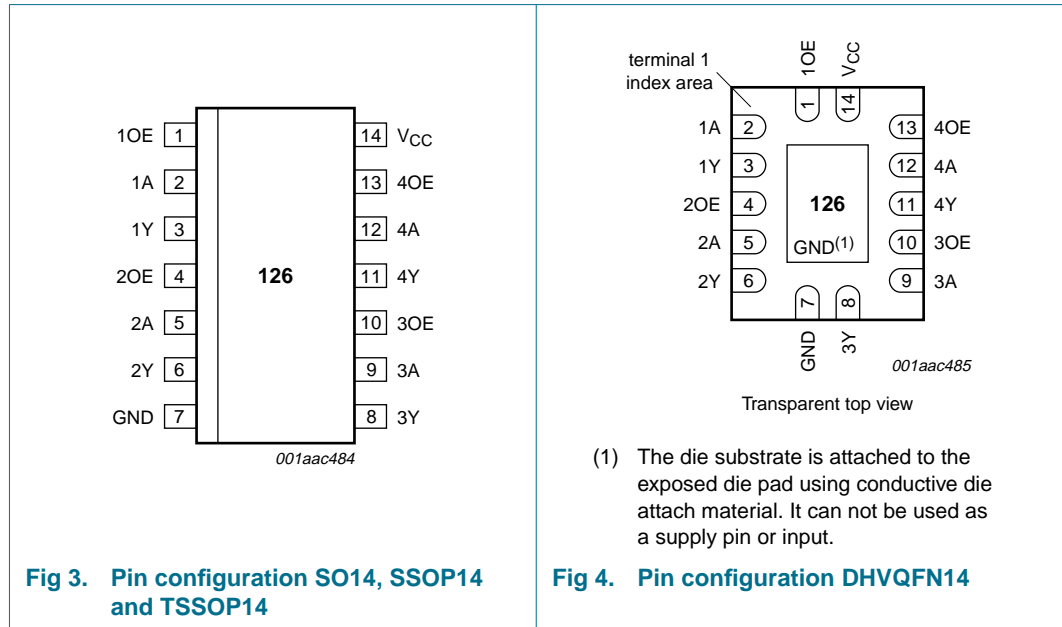 1OE 1
1A 2
1Y 3
2OE 4
2A 5
2Y 6
GND 7
126
14 VCC
13 4OE
12 4A
11 4Y
10 3OE
9 3A
8 3Y
001aac484
Fig 3. Pin configuration SO14, SSOP14
and TSSOP14
terminal 1
index area
1OE
VCC
1
14
1A 2
1Y 3
2OE 4
2A 5
2Y 6
126
GND(1)
13 4OE
12 4A
11 4Y
10 3OE
9 3A
7
8
GND
3Y
001aac485
Transparent top view
(1) The die substrate is attached to the
exposed die pad using conductive die
attach material. It can not be used as
a supply pin or input.
Fig 4. Pin configuration DHVQFN14